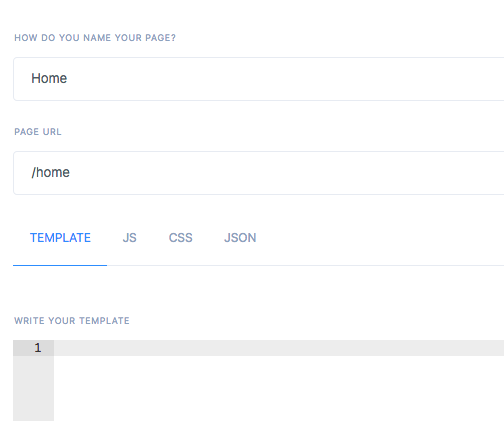 HOW DO YOU NAME YOUR PAGE?
Home
PAGE URL
/home
TEMPLATE JS CSS JSON
WRITE YOUR TEMPLATE
1